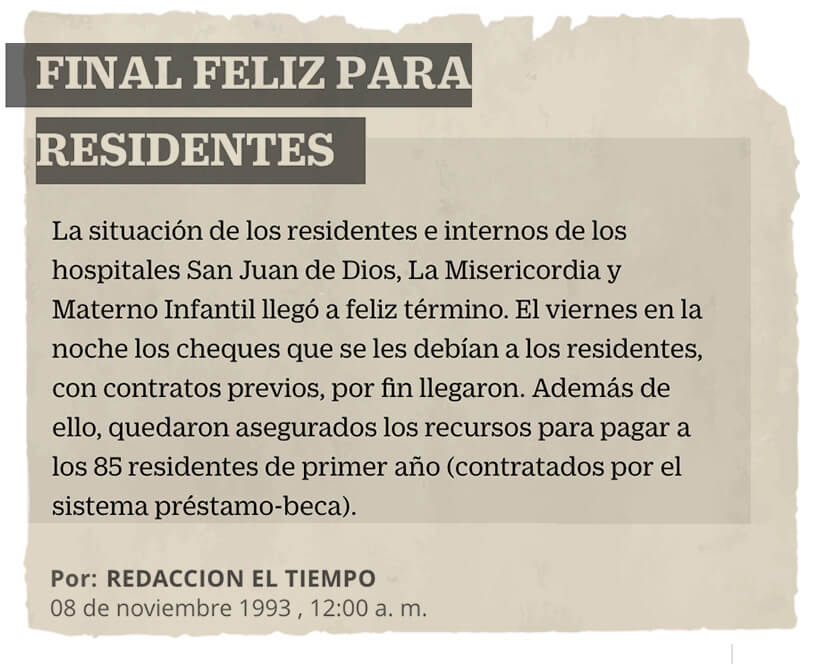 FINAL FELIZ PARA
RESIDENTES
La situación de los residentes e internos de los
hospitales San Juan de Dios, La Misericordia y
Materno Infantil llegó a feliz término. El viernes en la
noche los cheques que se les debían a los residentes,
con contratos previos, por fin llegaron. Además de
ello, quedaron asegurados los recursos para pagar a
los 85 residentes de primer año (contratados por el
sistema préstamo-beca).
Por: REDACCION EL TIEMPO
08 de noviembre 1993 , 12:00 a. m.